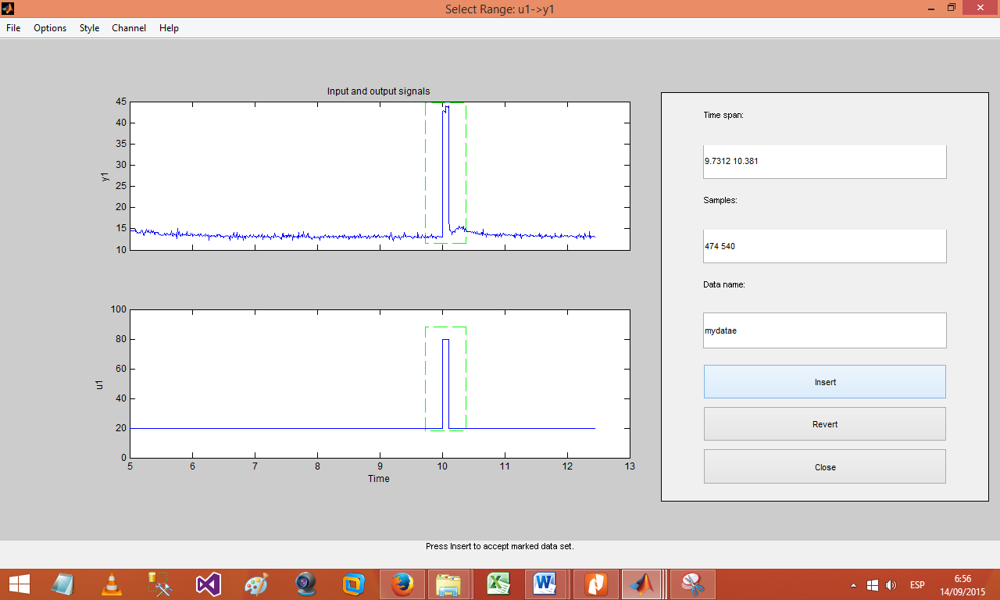 Select Range: u1->y1
File Options Style Channel Help
Input and output signals
45
40
35
30
25
20
15
10
y1
100
80
60
40
20
0
u1
5 6 7 8 9 10 11 12 13
Time
Time span:
9.7312 10.381
Samples:
474 540
Data name:
mydatae
Insert
Revert
Close
Press Insert to accept marked data set.
ESP
6:56
14/09/2015